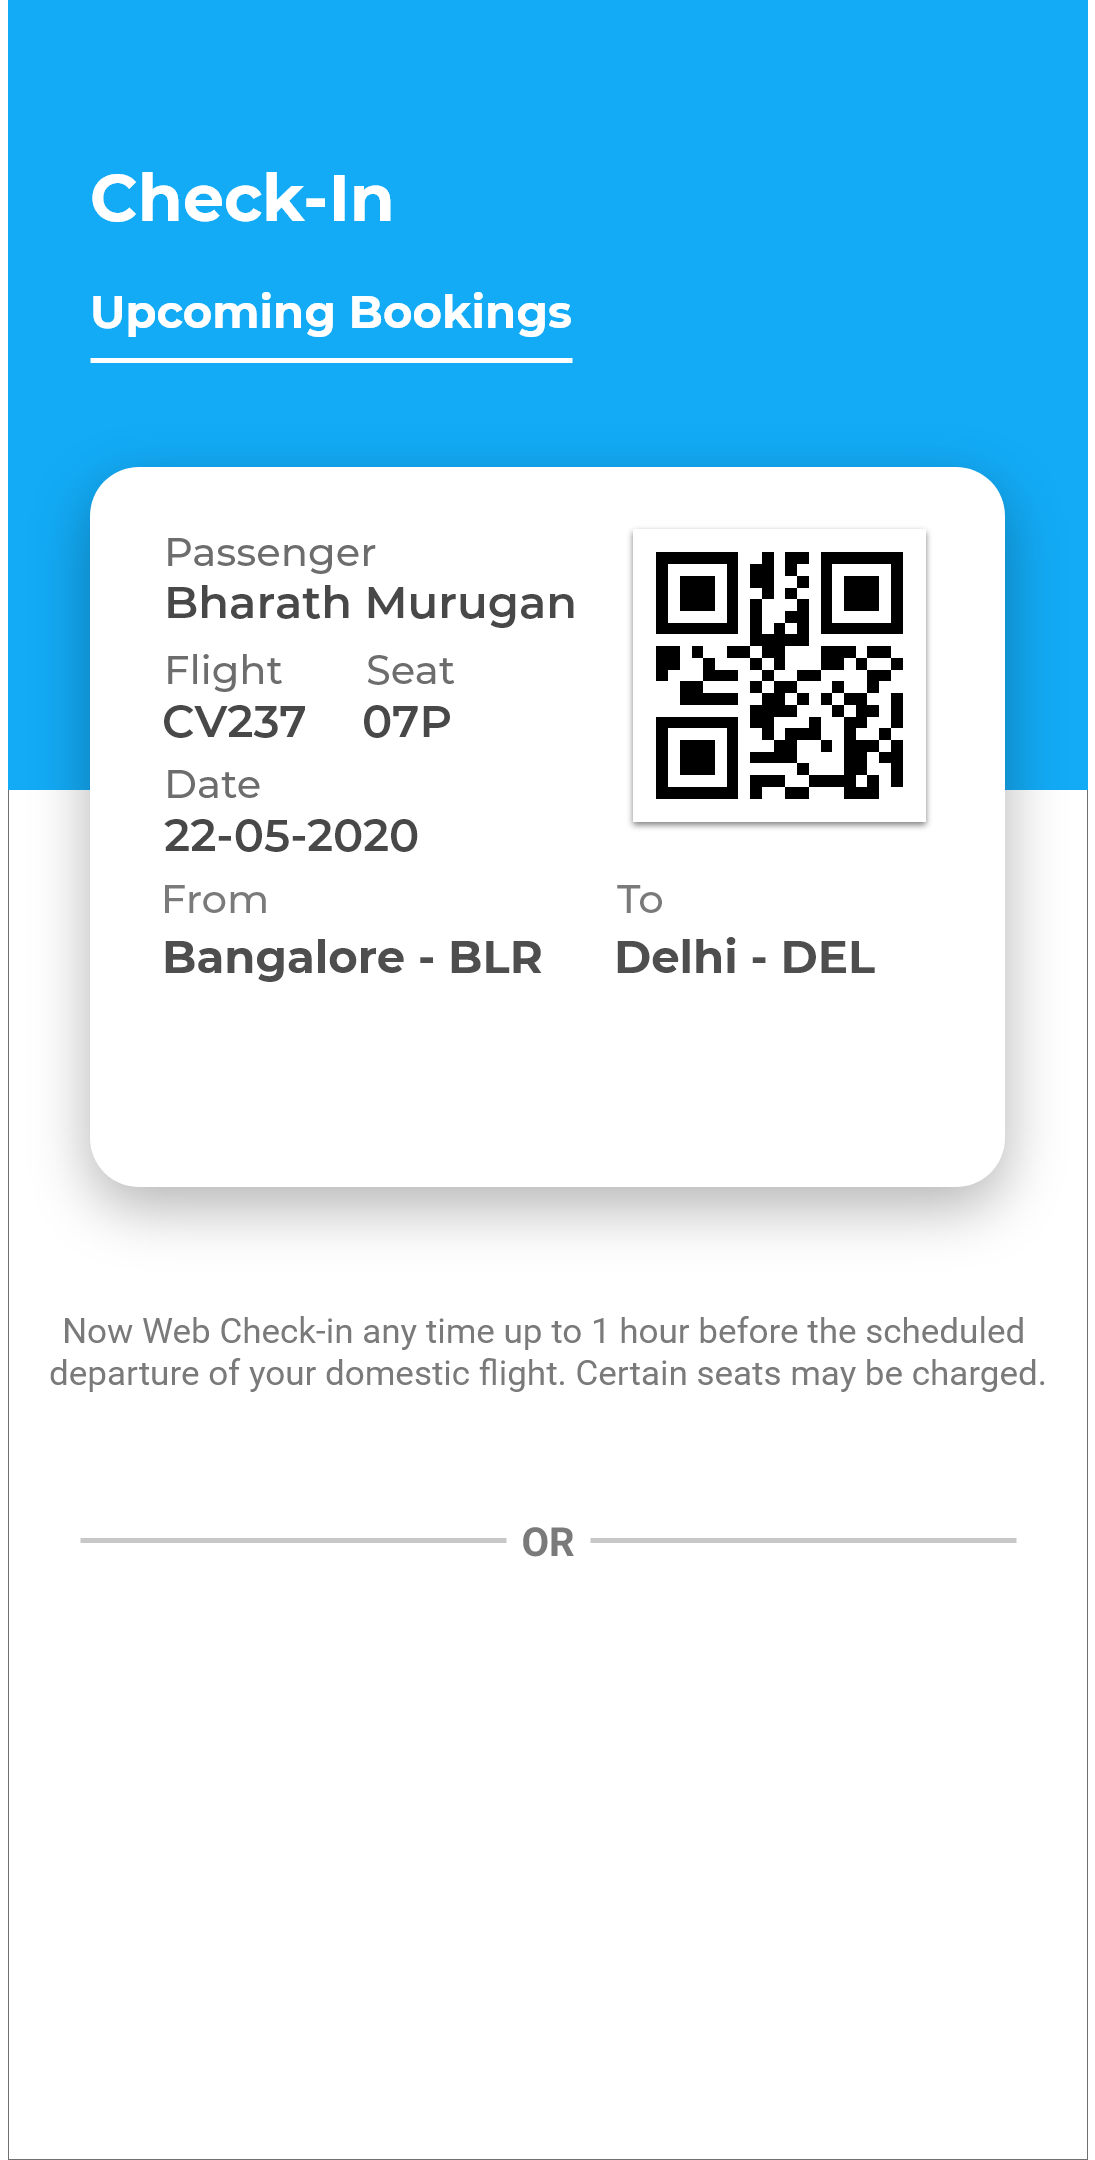 Check-In
Upcoming Bookings
Passenger
Bharath Murugan
Flight Seat
CV237 07P
Date
22-05-2020
From To
Bangalore - BLR Delhi - DEL
Now Web Check-in any time up to 1 hour before the scheduled
departure of your domestic flight. Certain seats may be charged.
OR